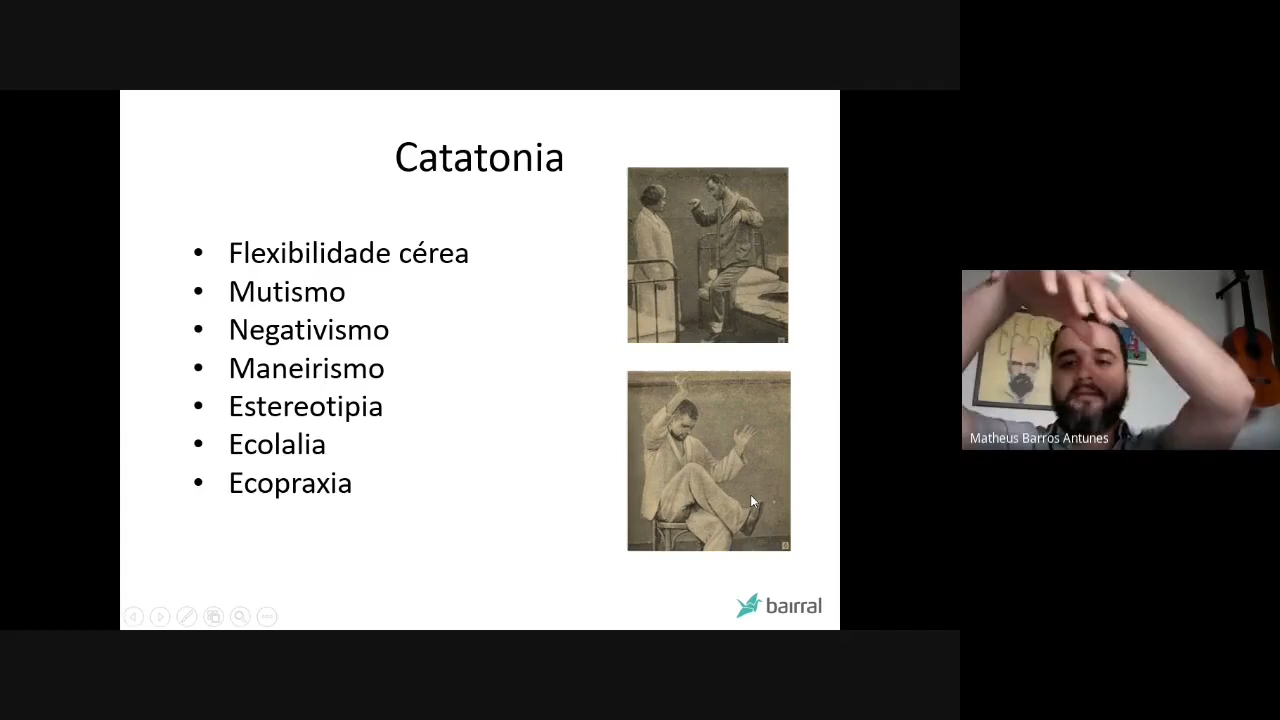 Catatonia
• Flexibilidade cérea
• Mutismo
• Negativismo
• Maneirismo
• Estereotipia
• Ecolalia
• Ecopraxia
bairral
Matheus Barros Antunes